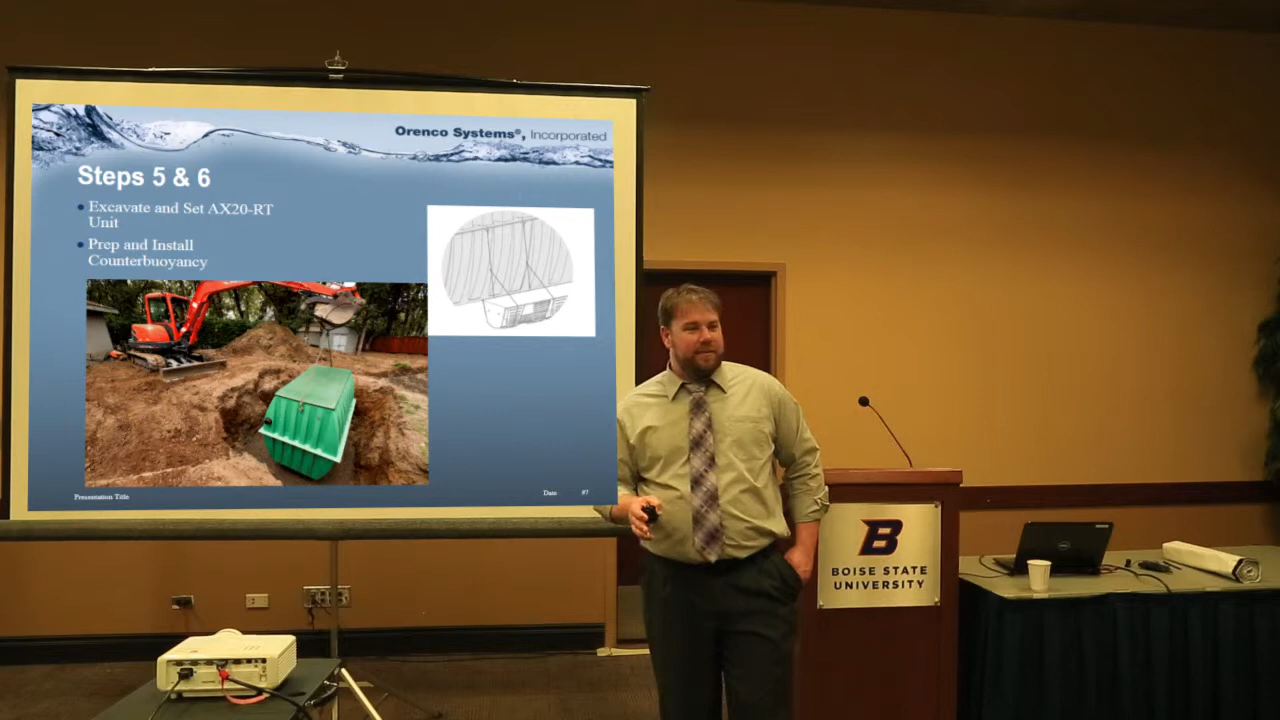 Orenco Systems®, Incorporated
Steps 5 & 6
• Excavate and Set AX20-RT
Unit
• Prep and Install
Counterbuoyancy
Presentation Title
Date
#7
B
BOISE STATE
UNIVERSITY
DELL